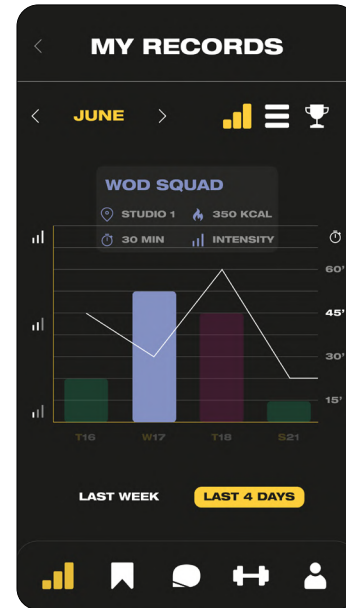 MY RECORDS
JUNE
WOD SQUAD
STUDIO 1 350 KCAL
30 MIN INTENSITY
60'
45'
30'
15'
T16 W17 T18 S21
LAST WEEK LAST 4 DAYS